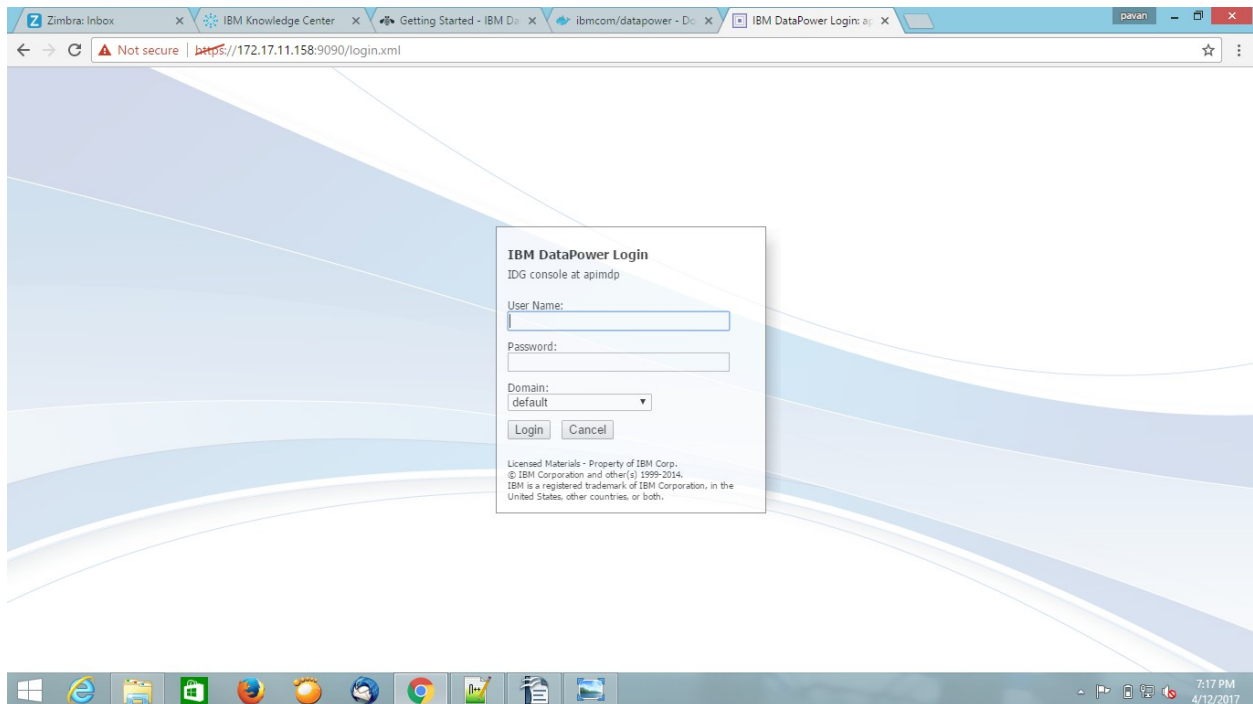 Zimbra: Inbox
IBM Knowledge Center
Getting Started - IBM Da
ibmcom/datapower - Do
IBM DataPower Login: ap
pavan
Not secure | https://172.17.11.158:9090/login.xml
IBM DataPower Login
IDG console at apimdp
User Name:
Password:
Domain:
default
Login Cancel
Licensed Materials - Property of IBM Corp.
© IBM Corporation and other(s) 1999-2014.
IBM is a registered trademark of IBM Corporation, in the
United States, other countries, or both.
7:17 PM
4/12/2017